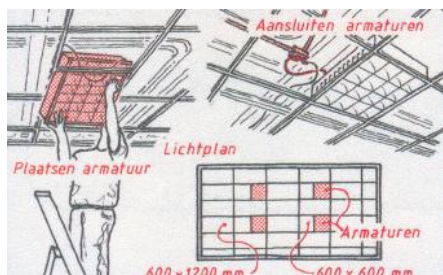 Aansluiten armaturen
Plaatsen armatuur
Lichtplan
Armaturen
600 x 1200 mm
600 x 600 mm